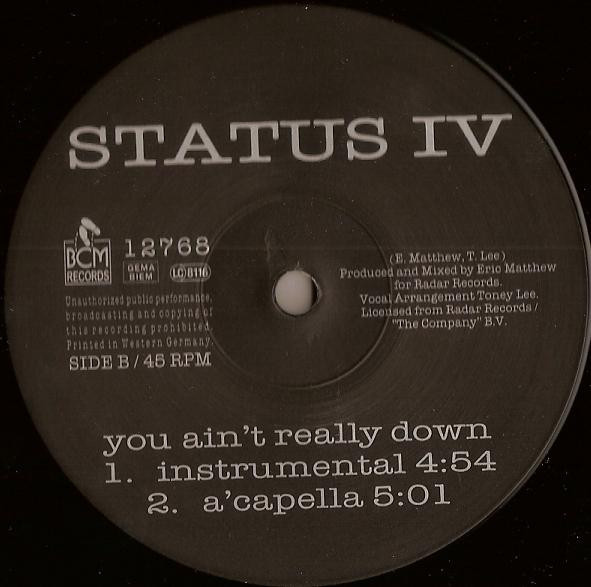 STATUS IV
BCM
RECORDS
12768
GEMA
BIEM
LC 8116
Unauthorized public performance,
broadcasting and copying of
this recording prohibited.
Printed in Western Germany.
SIDE B / 45 RPM
(E. Matthew, T. Lee)
Produced and Mixed by Eric Matthew
for Radar Records.
Vocal Arrangement Toney Lee.
Licensed from Radar Records /
"The Company" B.V.
you ain't really down
1. instrumental 4:54
2. a'capella 5:01